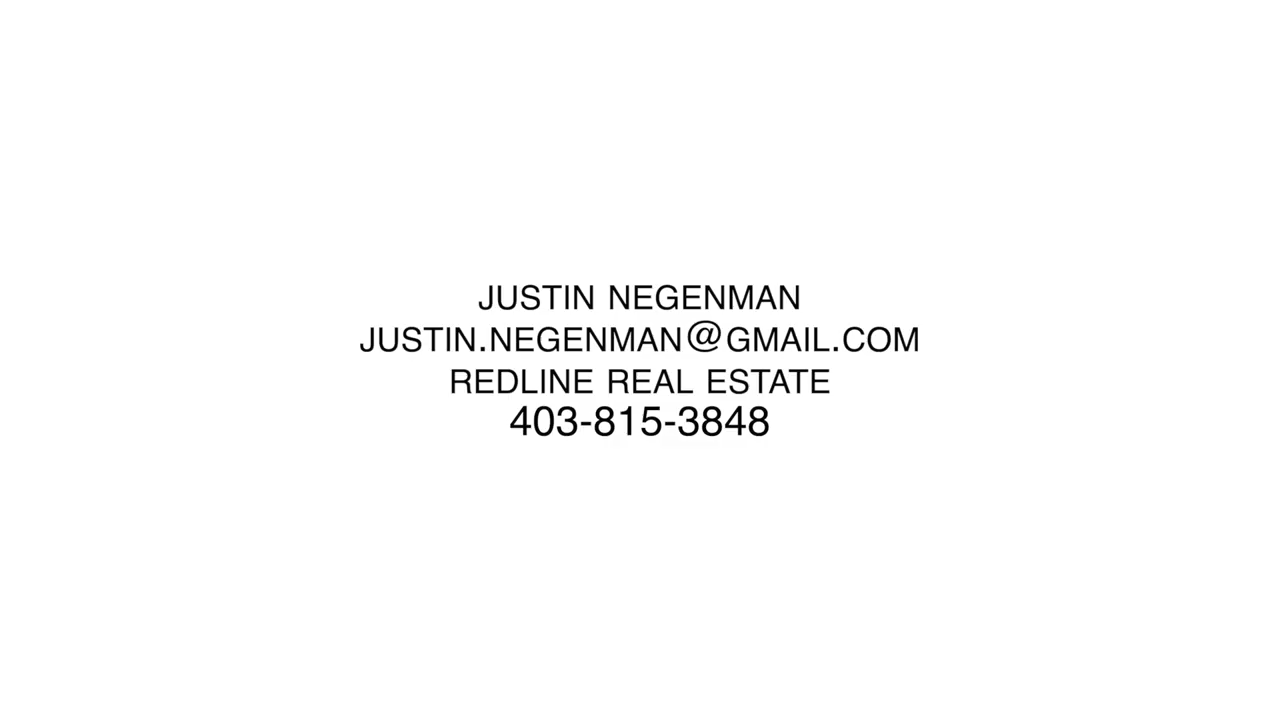 JUSTIN NEGENMAN
JUSTIN.NEGENMAN@GMAIL.COM
REDLINE REAL ESTATE
403-815-3848